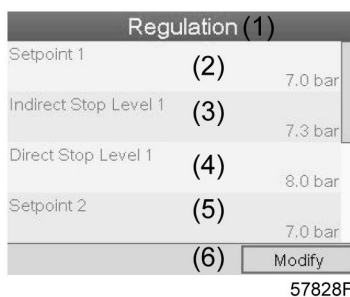 Regulation (1)
Setpoint 1
(2)
7.0 bar
Indirect Stop Level 1
(3)
7.3 bar
Direct Stop Level 1
(4)
8.0 bar
Setpoint 2
(5)
7.0 bar
(6) Modify
57828F